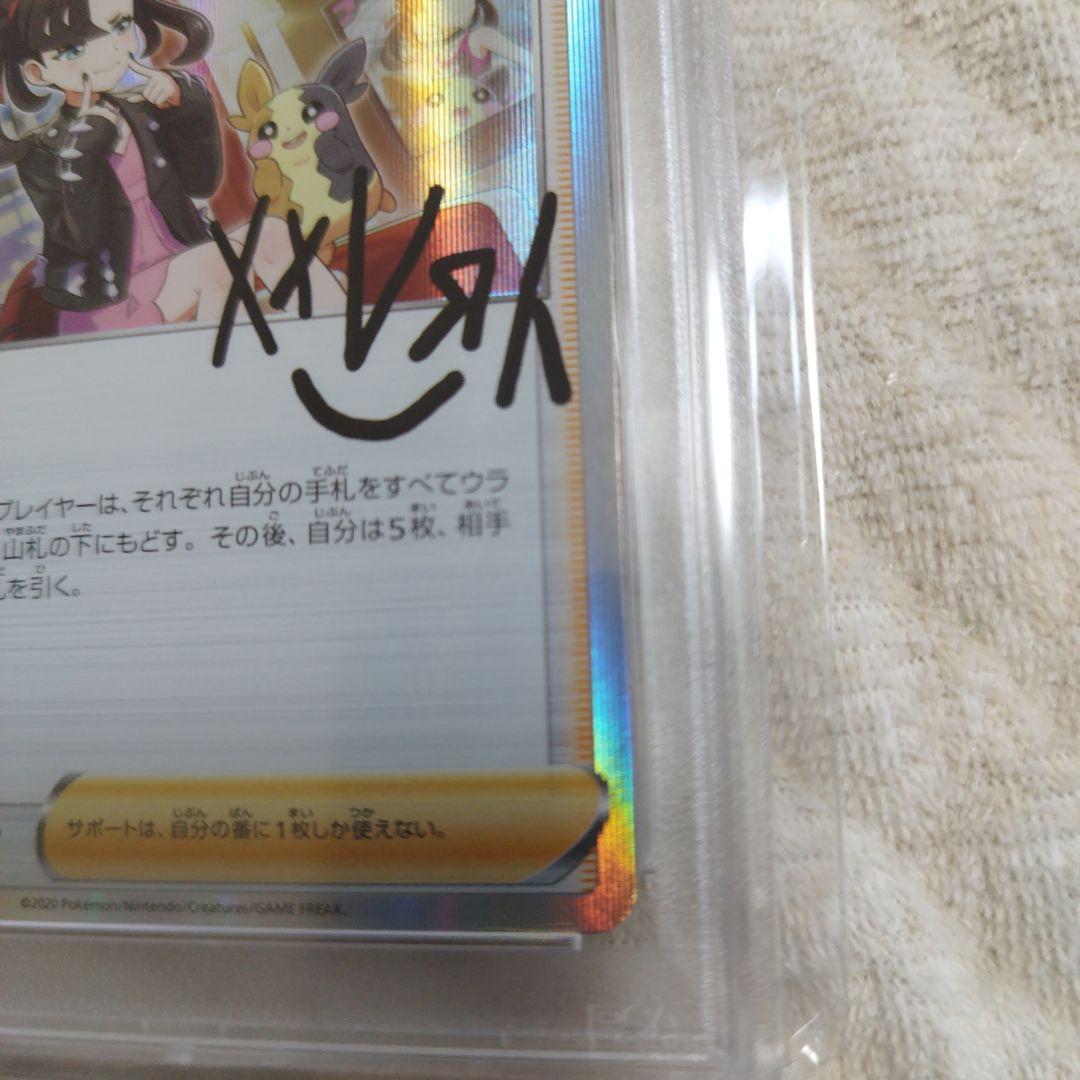 プレイヤーは、それぞれ自分の手札をすべてウラ
山札の下にもどす。その後、自分は5枚、相手
を引く。
サポートは、自分の番に1枚しか使えない。
©2020 Pokémon/Nintendo/Creatures/GAME FREAK.
PSA